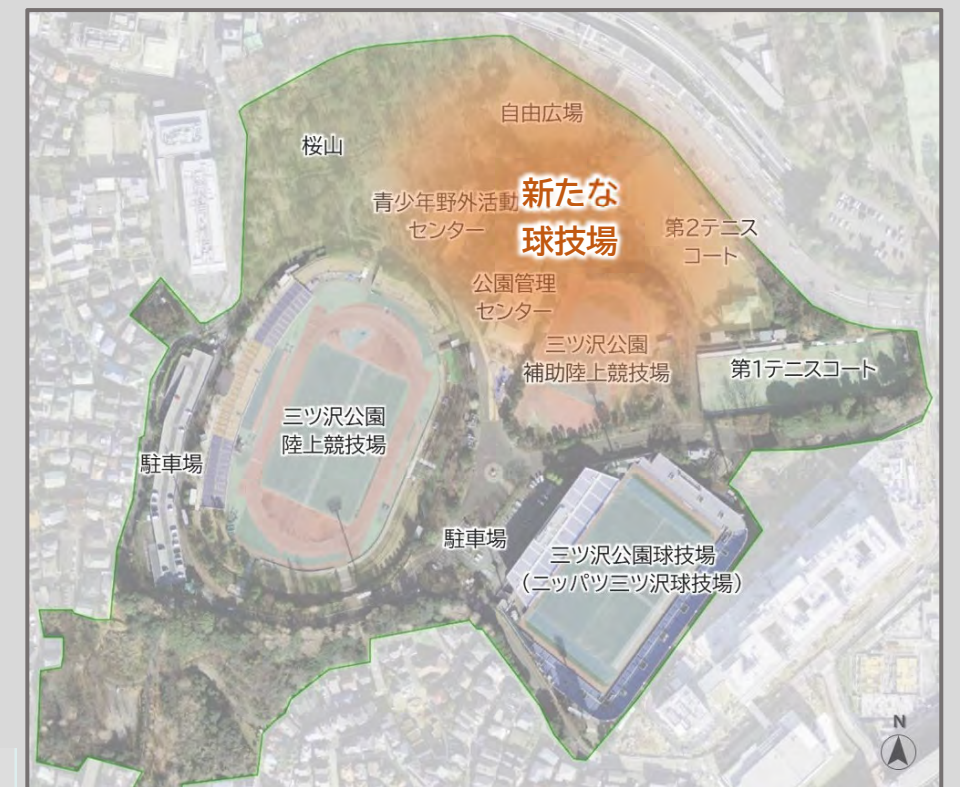 自由広場
桜山
青少年野外活動
センター
新たな
球技場
第2テニス
コート
公園管理
センター
三ツ沢公園
補助陸上競技場
第1テニスコート
三ツ沢公園
陸上競技場
駐車場
駐車場
三ツ沢公園球技場
(ニッパツ三ツ沢球技場)
N